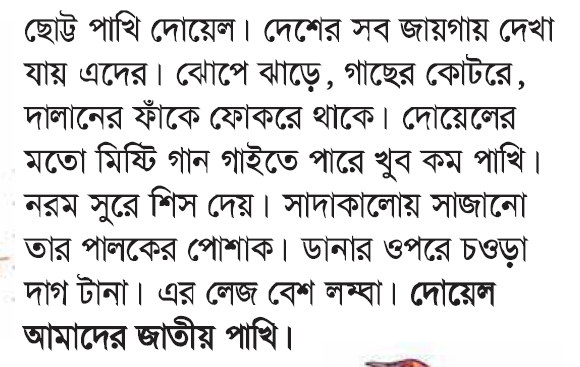 ছোট্ট পাখি দোয়েল। দেশের সব জায়গায় দেখা
যায় এদের। ঝোপে ঝাড়ে, গাছের কোটরে,
দালানের ফাঁকে ফোকরে থাকে। দোয়েলের
মতো মিষ্টি গান গাইতে পারে খুব কম পাখি।
নরম সুরে শিস দেয়। সাদাকালোয় সাজানো
তার পালকের পোশাক। ডানার ওপরে চওড়া
দাগ টানা। এর লেজ বেশ লম্বা। দোয়েল
আমাদের জাতীয় পাখি।